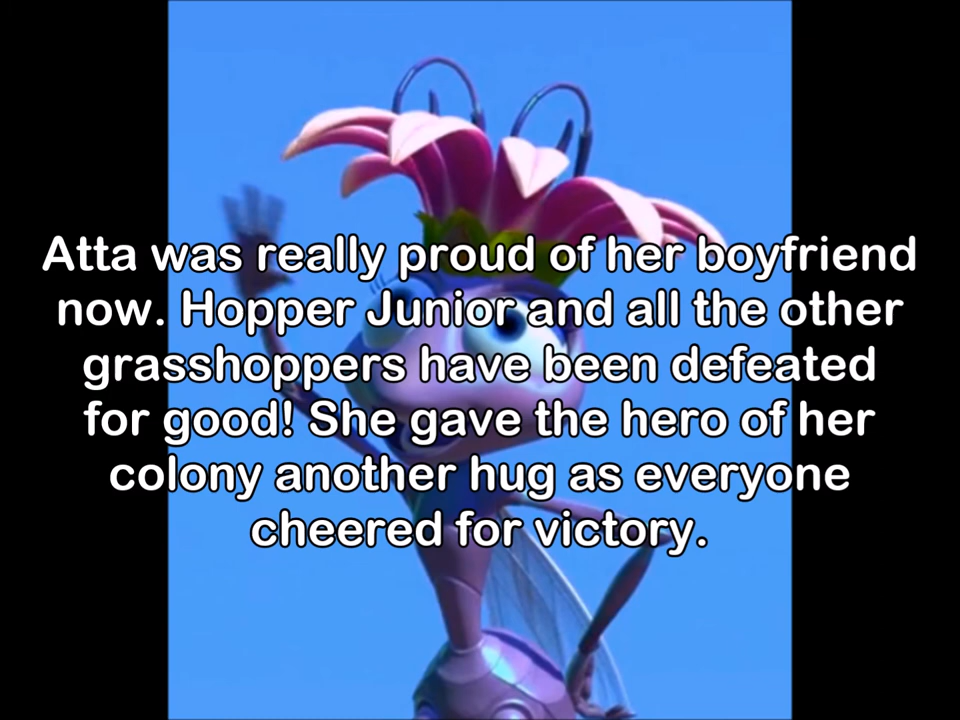 Atta was really proud of her boyfriend
now. Hopper Junior and all the other
grasshoppers have been defeated
for good! She gave the hero of her
colony another hug as everyone
cheered for victory.